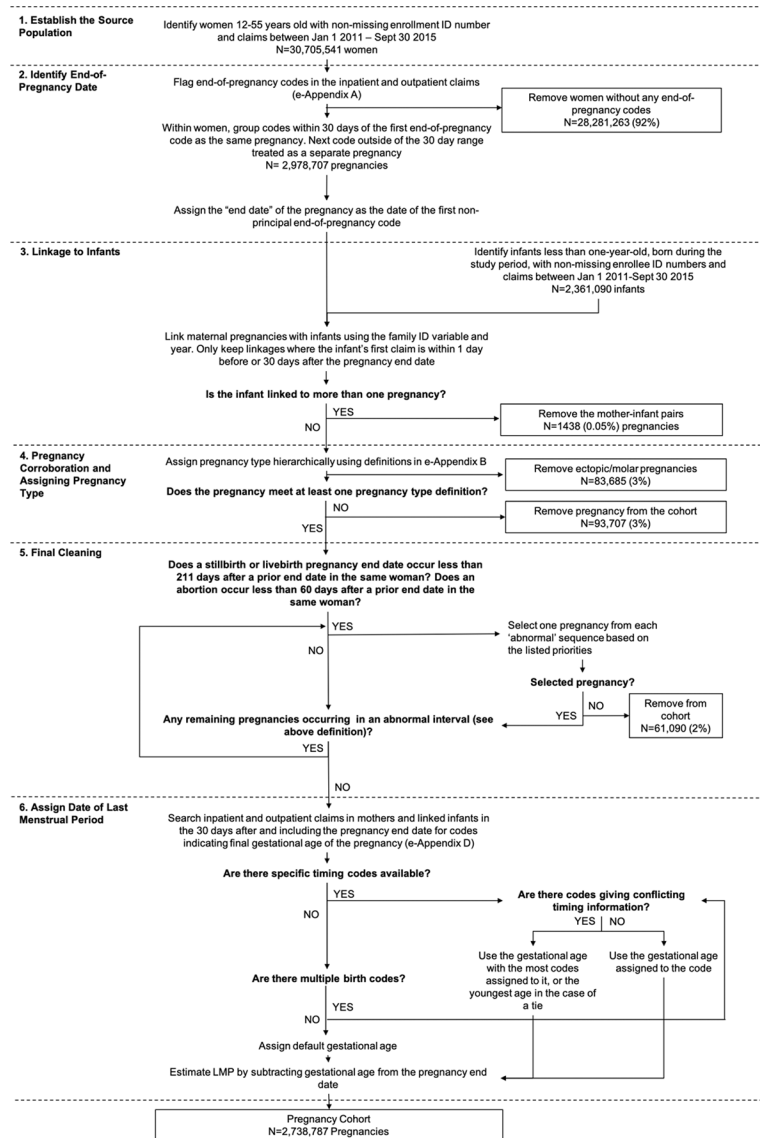 1. Establish the Source
Population
Identify women 12-55 years old with non-missing enrollment ID number
and claims between Jan 1 2011 – Sept 30 2015
N=30,705,541 women
2. Identify End-of-
Pregnancy Date
Flag end-of-pregnancy codes in the inpatient and outpatient claims
(e-Appendix A)
Remove women without any end-of-
pregnancy codes
N=28,281,263 (92%)
Within women, group codes within 30 days of the first end-of-pregnancy
code as the same pregnancy. Next code outside of the 30 day range
treated as a separate pregnancy
N= 2,978,707 pregnancies
Assign the “end date” of the pregnancy as the date of the first non-
principal end-of-pregnancy code
3. Linkage to Infants
Identify infants less than one-year-old, born during the
study period, with non-missing enrollee ID numbers and
claims between Jan 1 2011-Sept 30 2015
N=2,361,090 infants
Link maternal pregnancies with infants using the family ID variable and
year. Only keep linkages where the infant’s first claim is within 1 day
before or 30 days after the pregnancy end date
Is the infant linked to more than one pregnancy?
YES
NO
Remove the mother-infant pairs
N=1438 (0.05%) pregnancies
4. Pregnancy
Corroboration and
Assigning Pregnancy
Type
Assign pregnancy type hierarchically using definitions in e-Appendix B
Remove ectopic/molar pregnancies
N=83,685 (3%)
Does the pregnancy meet at least one pregnancy type definition?
NO
YES
Remove pregnancy from the cohort
N=93,707 (3%)
5. Final Cleaning
Does a stillbirth or livebirth pregnancy end date occur less than
211 days after a prior end date in the same woman? Does an
abortion occur less than 60 days after a prior end date in the
same woman?
YES
NO
Select one pregnancy from each
‘abnormal’ sequence based on
the listed priorities
Selected pregnancy?
NO
YES
Remove from
cohort
N=61,090 (2%)
Any remaining pregnancies occurring in an abnormal interval (see
above definition)?
YES
NO
6. Assign Date of Last
Menstrual Period
Search inpatient and outpatient claims in mothers and linked infants in
the 30 days after and including the pregnancy end date for codes
indicating final gestational age of the pregnancy (e-Appendix D)
Are there specific timing codes available?
YES
NO
Are there codes giving conflicting
timing information?
YES
NO
Use the gestational age
with the most codes
assigned to it, or the
youngest age in the case of
a tie
Use the gestational age
assigned to the code
Are there multiple birth codes?
YES
NO
Assign default gestational age
Estimate LMP by subtracting gestational age from the pregnancy end
date
Pregnancy Cohort
N=2,738,787 Pregnancies